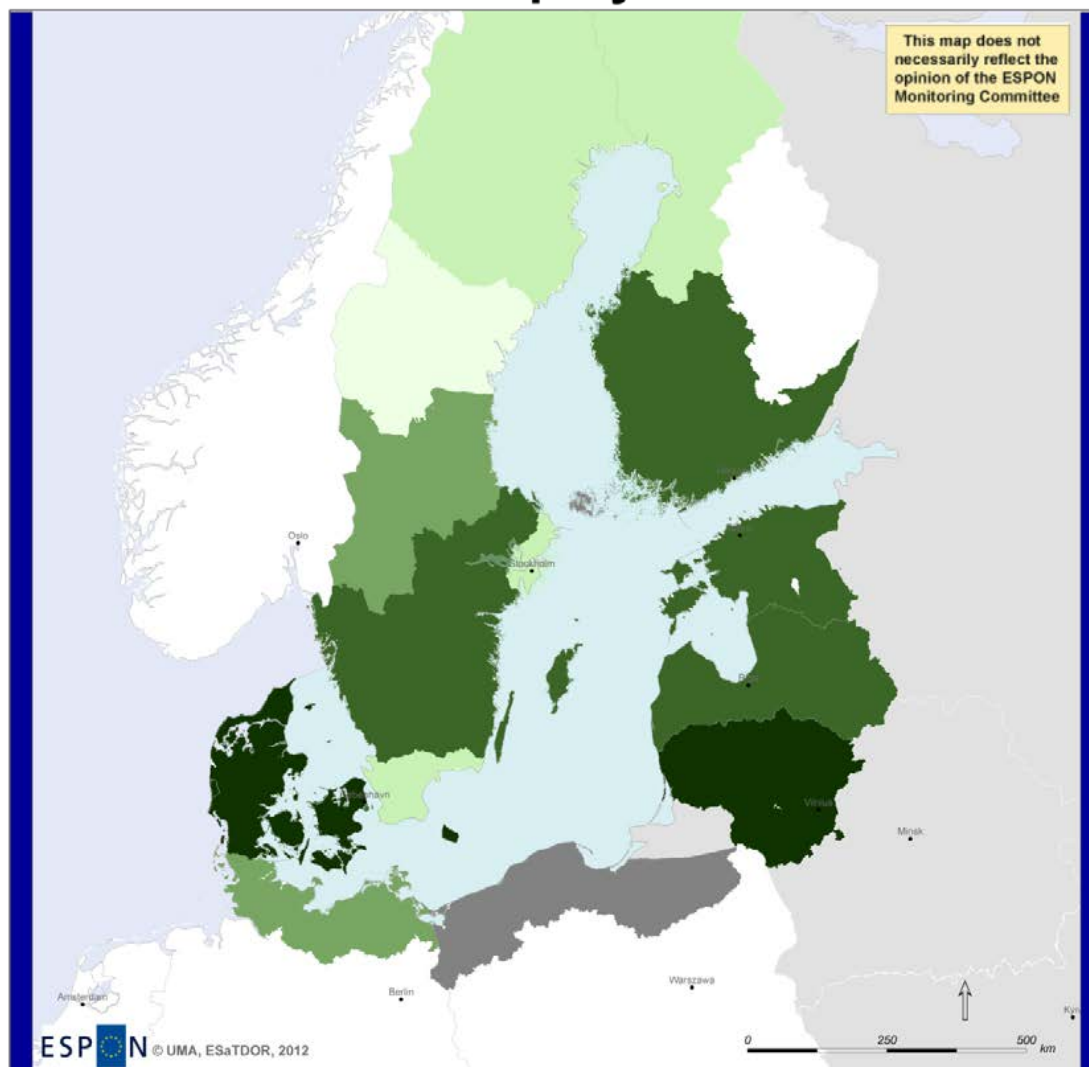 This map does not
necessarily reflect the
opinion of the ESPON
Monitoring Committee
Oslo
Stockholm
Vilnius
Minsk
Warszawa
Berlin
Amsterdam
0 250 500
km
ESPON © UMA, ESaTDOR, 2012